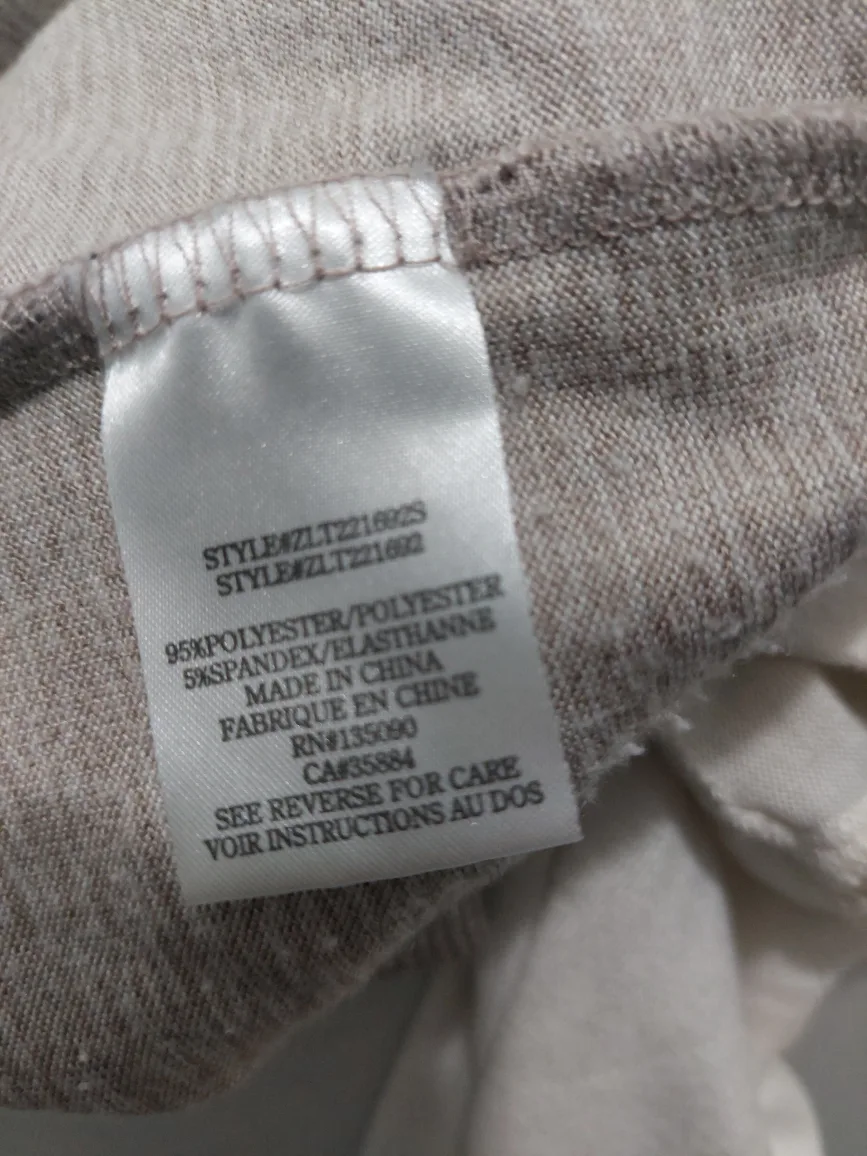 STYLE#ZLT221692S
STYLE#ZLT221692
95%POLYESTER/POLYESTER
5%SPANDEX/ELASTHANNE
MADE IN CHINA
FABRIQUE EN CHINE
RN#135090
CA#35884
SEE REVERSE FOR CARE
VOIR INSTRUCTIONS AU DOS